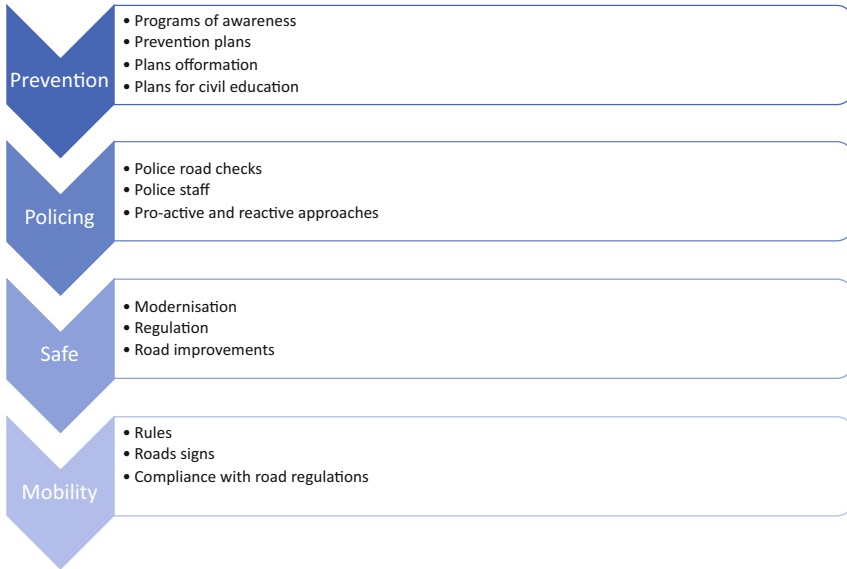 Prevention
• Programs of awareness
• Prevention plans
• Plans offormation
• Plans for civil education
Policing
• Police road checks
• Police staff
• Pro-active and reactive approaches
Safe
• Modernisation
• Regulation
• Road improvements
Mobility
• Rules
• Roads signs
• Compliance with road regulations